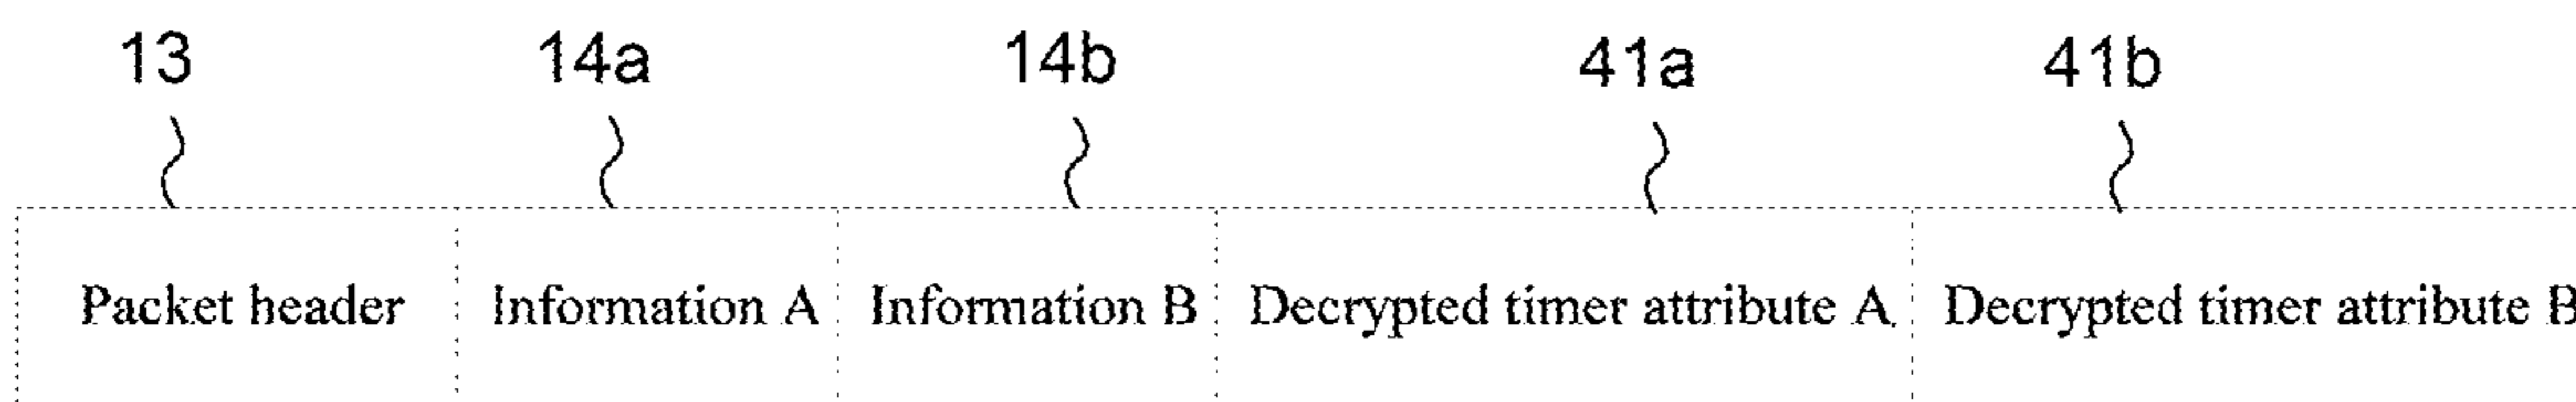 13 14a 14b 41a 41b
Packet header Information A Information B Decrypted timer attribute A Decrypted timer attribute B